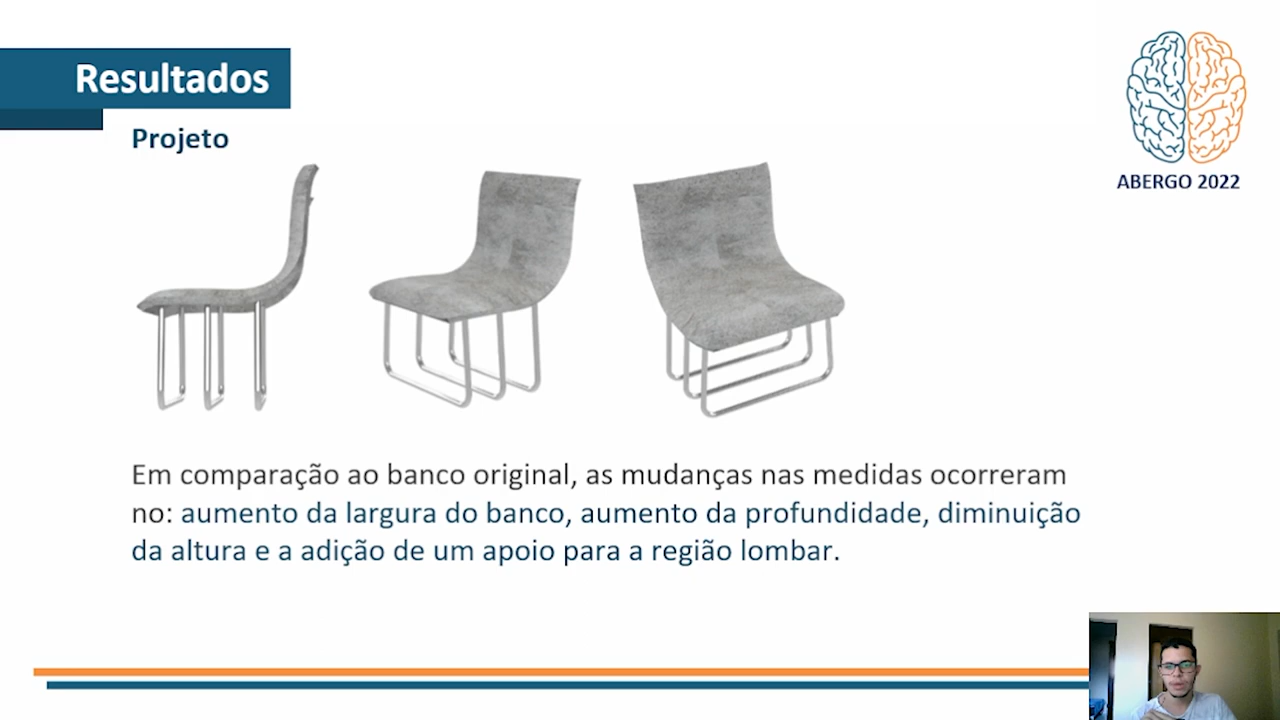 Resultados
Projeto
ABERGO 2022
Em comparação ao banco original, as mudanças nas medidas ocorreram
no: aumento da largura do banco, aumento da profundidade, diminuição
da altura e a adição de um apoio para a região lombar.